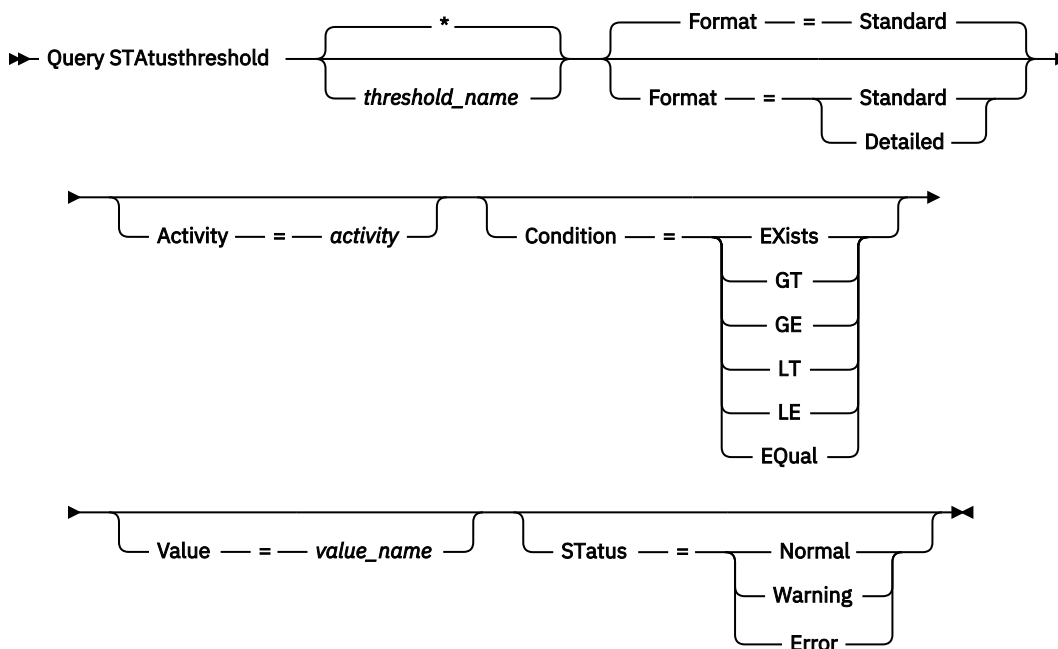 *
Format = Standard
Query STAtusthreshold
threshold_name
Format = Standard
Detailed
Activity = activity
Condition = EXists
GT
GE
LT
LE
EQual
Value = value_name
STatus = Normal
Warning
Error